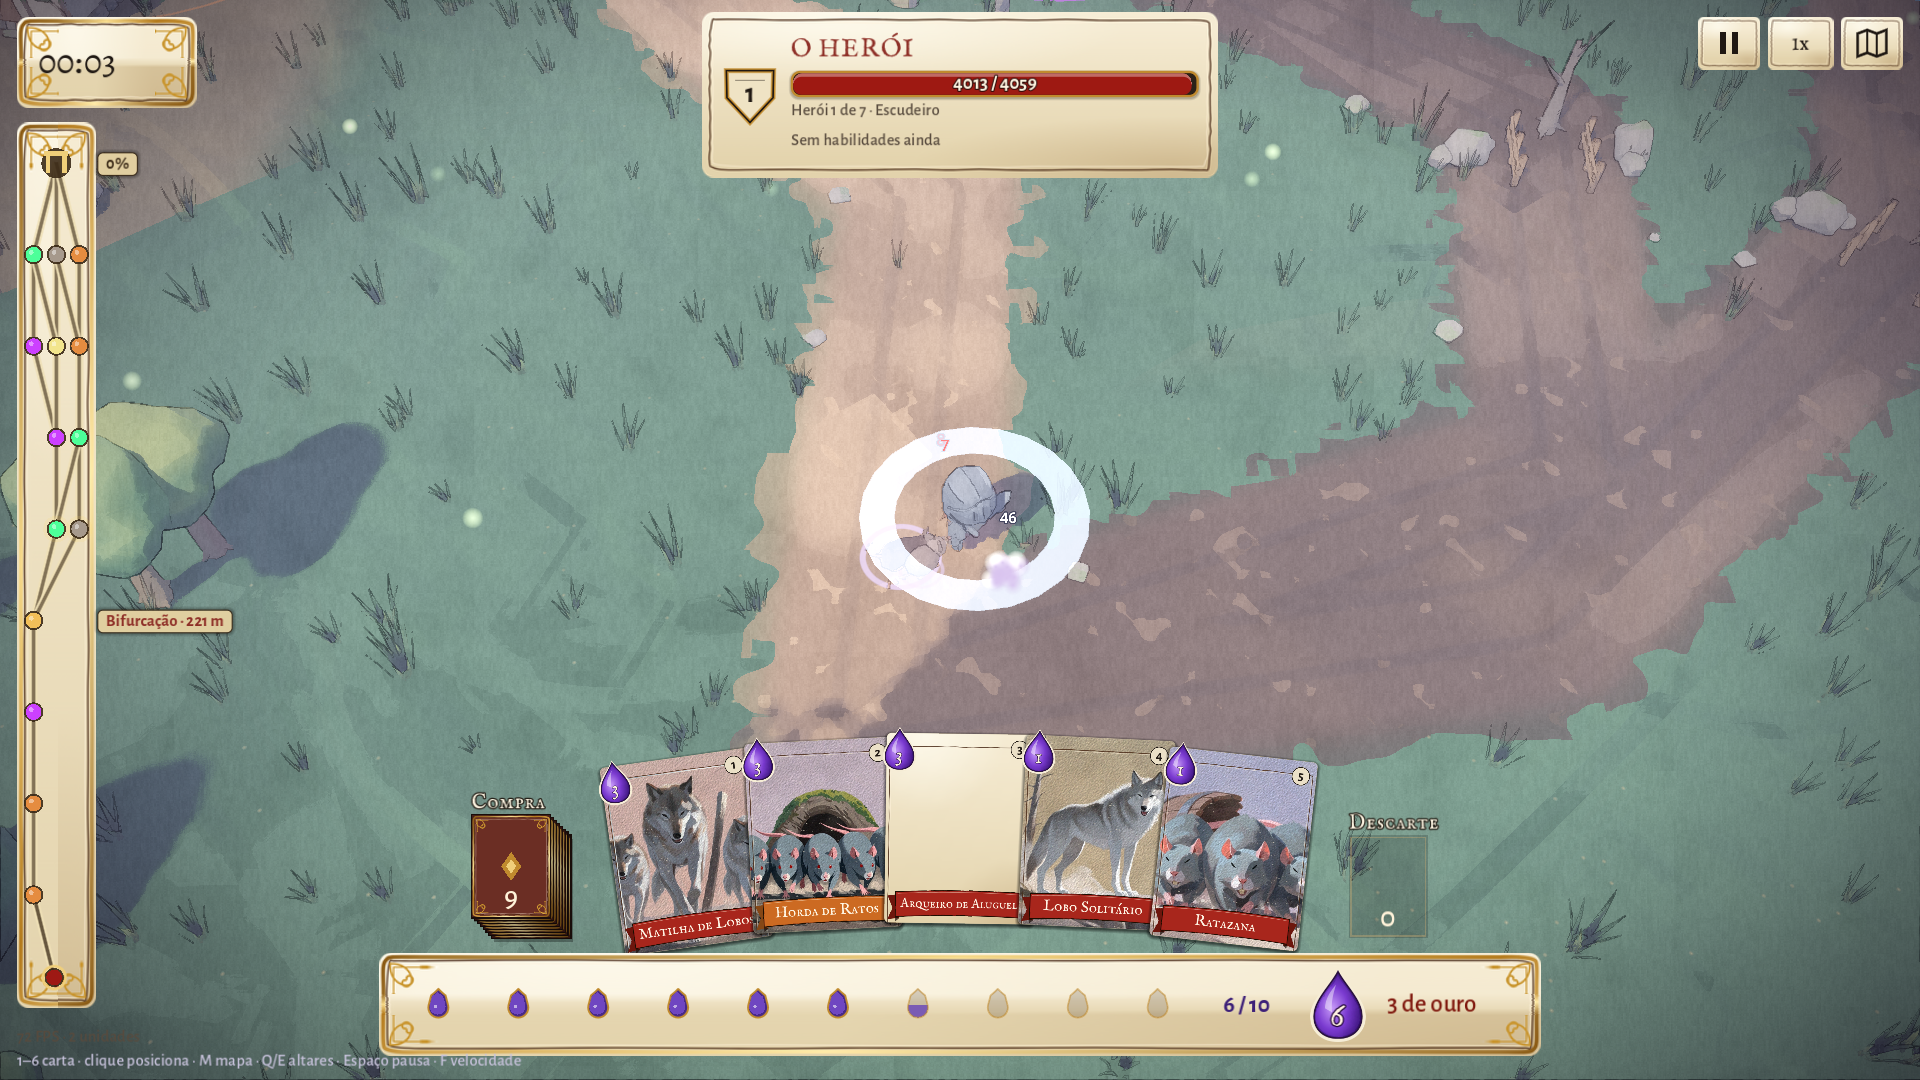 00:03
O HERÓI
1
4013 / 4059
Herói 1 de 7 · Escudeiro
Sem habilidades ainda
1x
0%
7
46
Bifurcação · 221 m
Compra
9
3
1
Matilha de Lobos
3
2
Horda de Ratos
3
3
Arqueiro de Aluguel
1
4
Lobo Solitário
1
5
Ratazana
Descarte
0
6 / 10
6
3 de ouro
1–6 carta · clique posiciona · M mapa · Q/E altares · Espaço pausa · F velocidade